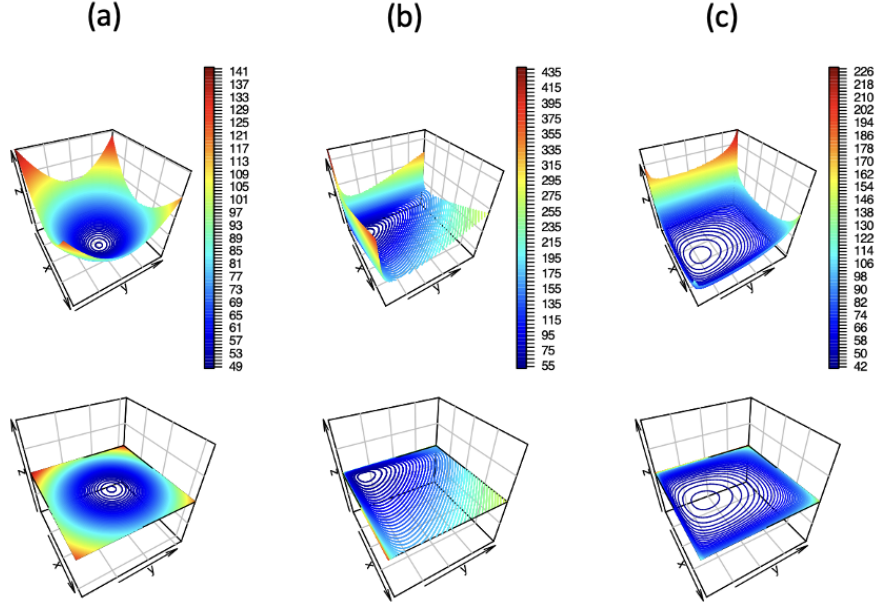 (a) (b) (c)
141 435 226
137 415 218
133 395 210
129 375 202
125 355 194
121 335 186
117 315 178
113 295 170
109 275 162
105 255 154
101 235 146
97 215 138
93 195 130
89 175 122
85 155 114
81 135 106
77 115 98
73 95 90
69 75 82
65 55 74
61 66
57 58
53 50
49 42
z z z
x y x y x y
z z z
x y x y x y